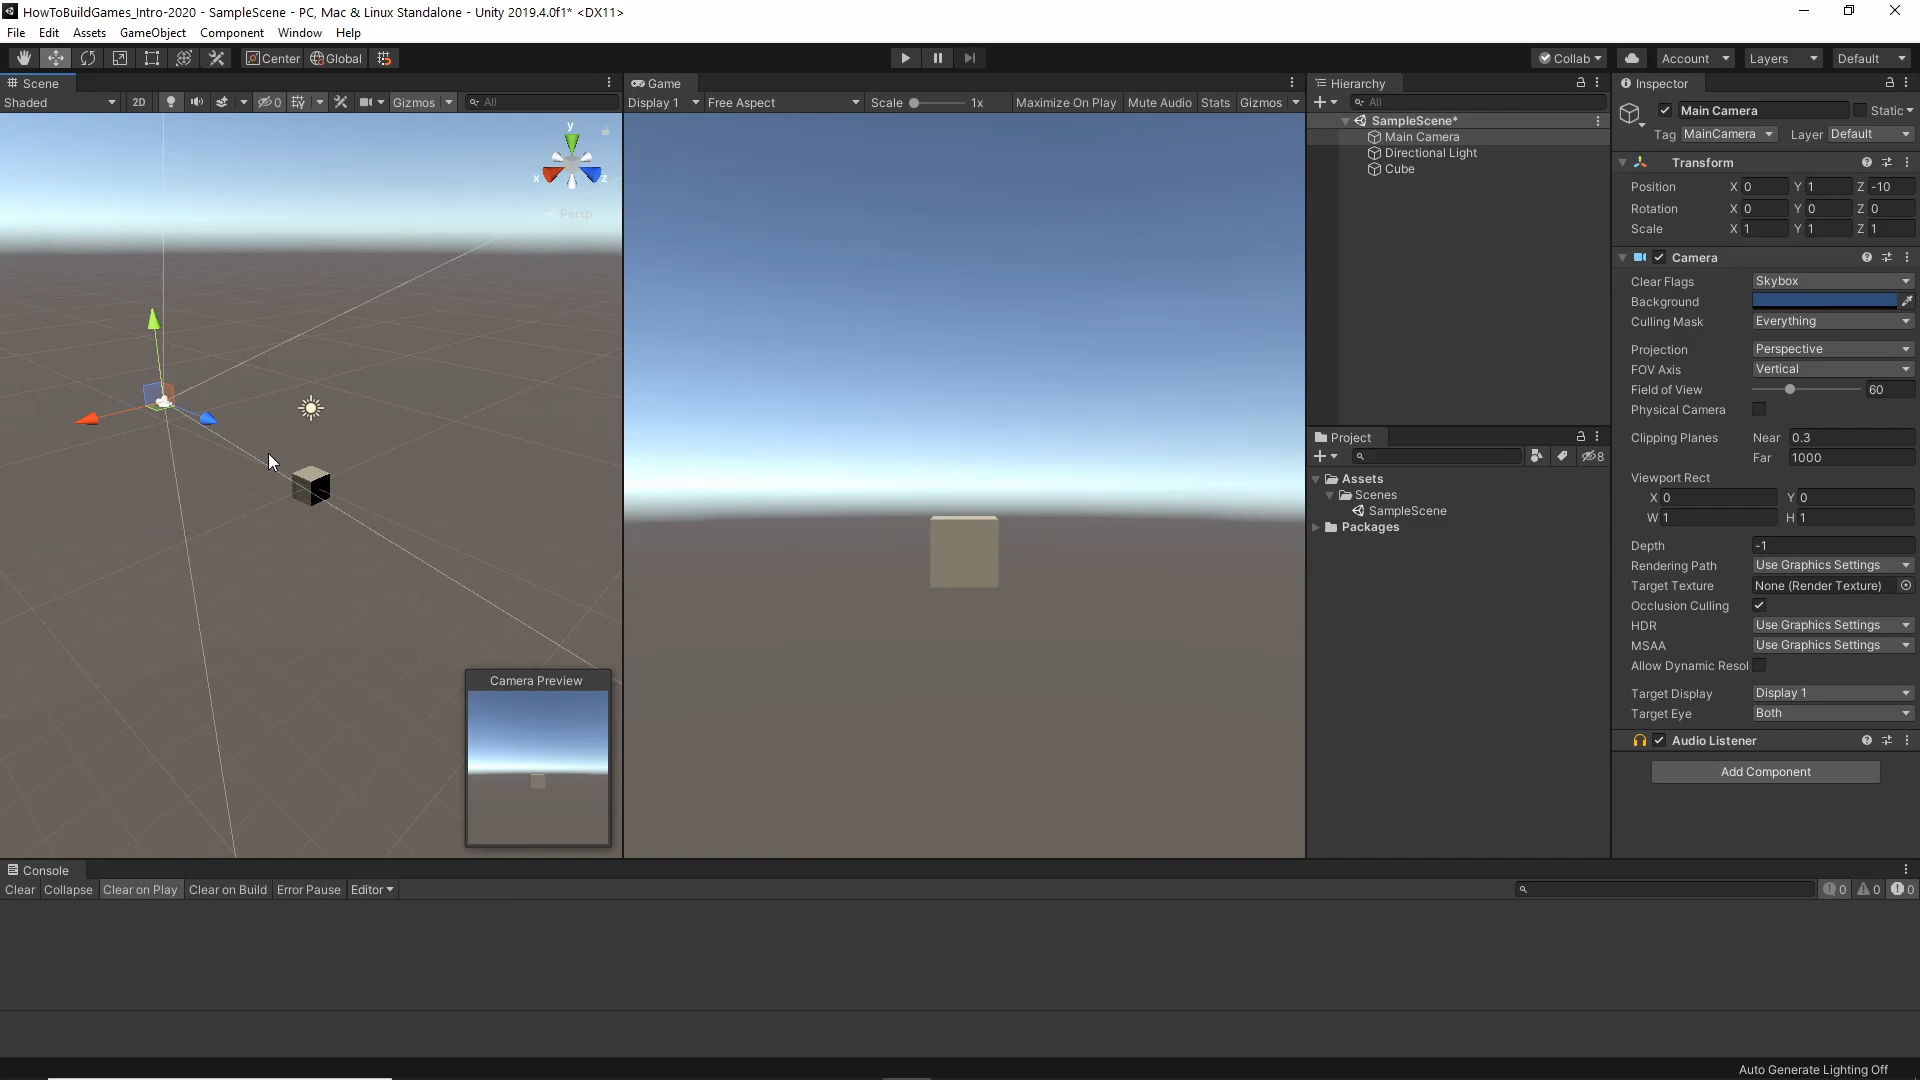 HowToBuildGames_Intro-2020 - SampleScene - PC, Mac & Linux Standalone - Unity 2019.4.0f1* <DX11>
File Edit Assets GameObject Component Window Help
Center Global Collab Account Layers Default
Scene
Shaded 2D 0 Gizmos All
y
x
z
Persp
Camera Preview
Game
Display 1 Free Aspect Scale 1x Maximize On Play Mute Audio Stats Gizmos
Hierarchy
All
SampleScene*
Main Camera
Directional Light
Cube
Project
8
Assets
Scenes
SampleScene
Packages
Inspector
Main Camera Static
Tag MainCamera Layer Default
Transform
Position X 0 Y 1 Z -10
Rotation X 0 Y 0 Z 0
Scale X 1 Y 1 Z 1
Camera
Clear Flags Skybox
Background
Culling Mask Everything
Projection Perspective
FOV Axis Vertical
Field of View 60
Physical Camera
Clipping Planes Near 0.3
Far 1000
Viewport Rect
X 0 Y 0
W 1 H 1
Depth -1
Rendering Path Use Graphics Settings
Target Texture None (Render Texture)
Occlusion Culling
HDR Use Graphics Settings
MSAA Use Graphics Settings
Allow Dynamic Resol
Target Display Display 1
Target Eye Both
Audio Listener
Add Component
Console
Clear Collapse Clear on Play Clear on Build Error Pause Editor 0 0 0
Auto Generate Lighting Off